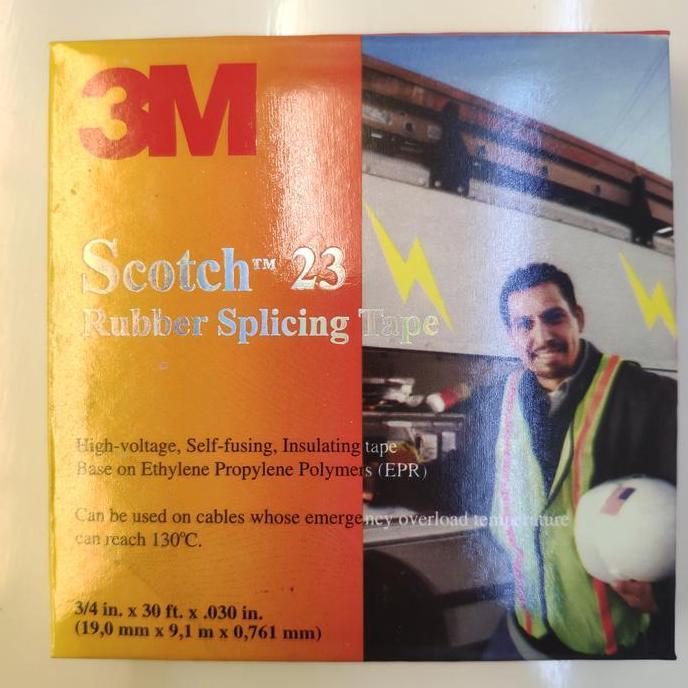 3M
Scotch™ 23
Rubber Splicing Tape
High-voltage, Self-fusing, Insulating tape
Base on Ethylene Propylene Polymers (EPR)
Can be used on cables whose emergency overload temperature
can reach 130℃.
3/4 in. x 30 ft. x .030 in.
(19,0 mm x 9,1 m x 0,761 mm)